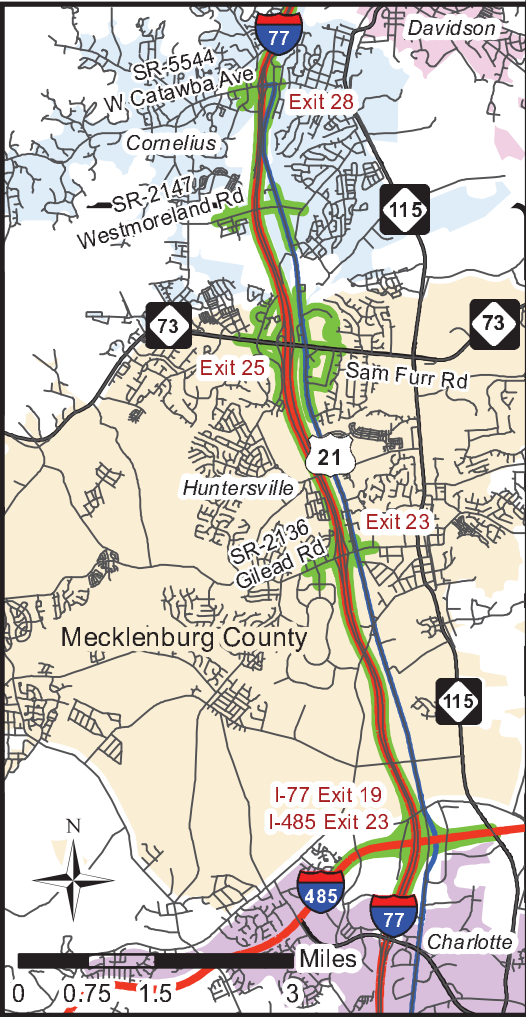 77
Davidson
SR-5544
W Catawba Ave
Exit 28
Cornelius
SR-2147
Westmoreland Rd
115
73
73
Exit 25
Sam Furr Rd
21
Huntersville
Exit 23
SR-2136
Gilead Rd
Mecklenburg County
115
I-77 Exit 19
I-485 Exit 23
N
485
77
Charlotte
Miles
0 0.75 1.5 3